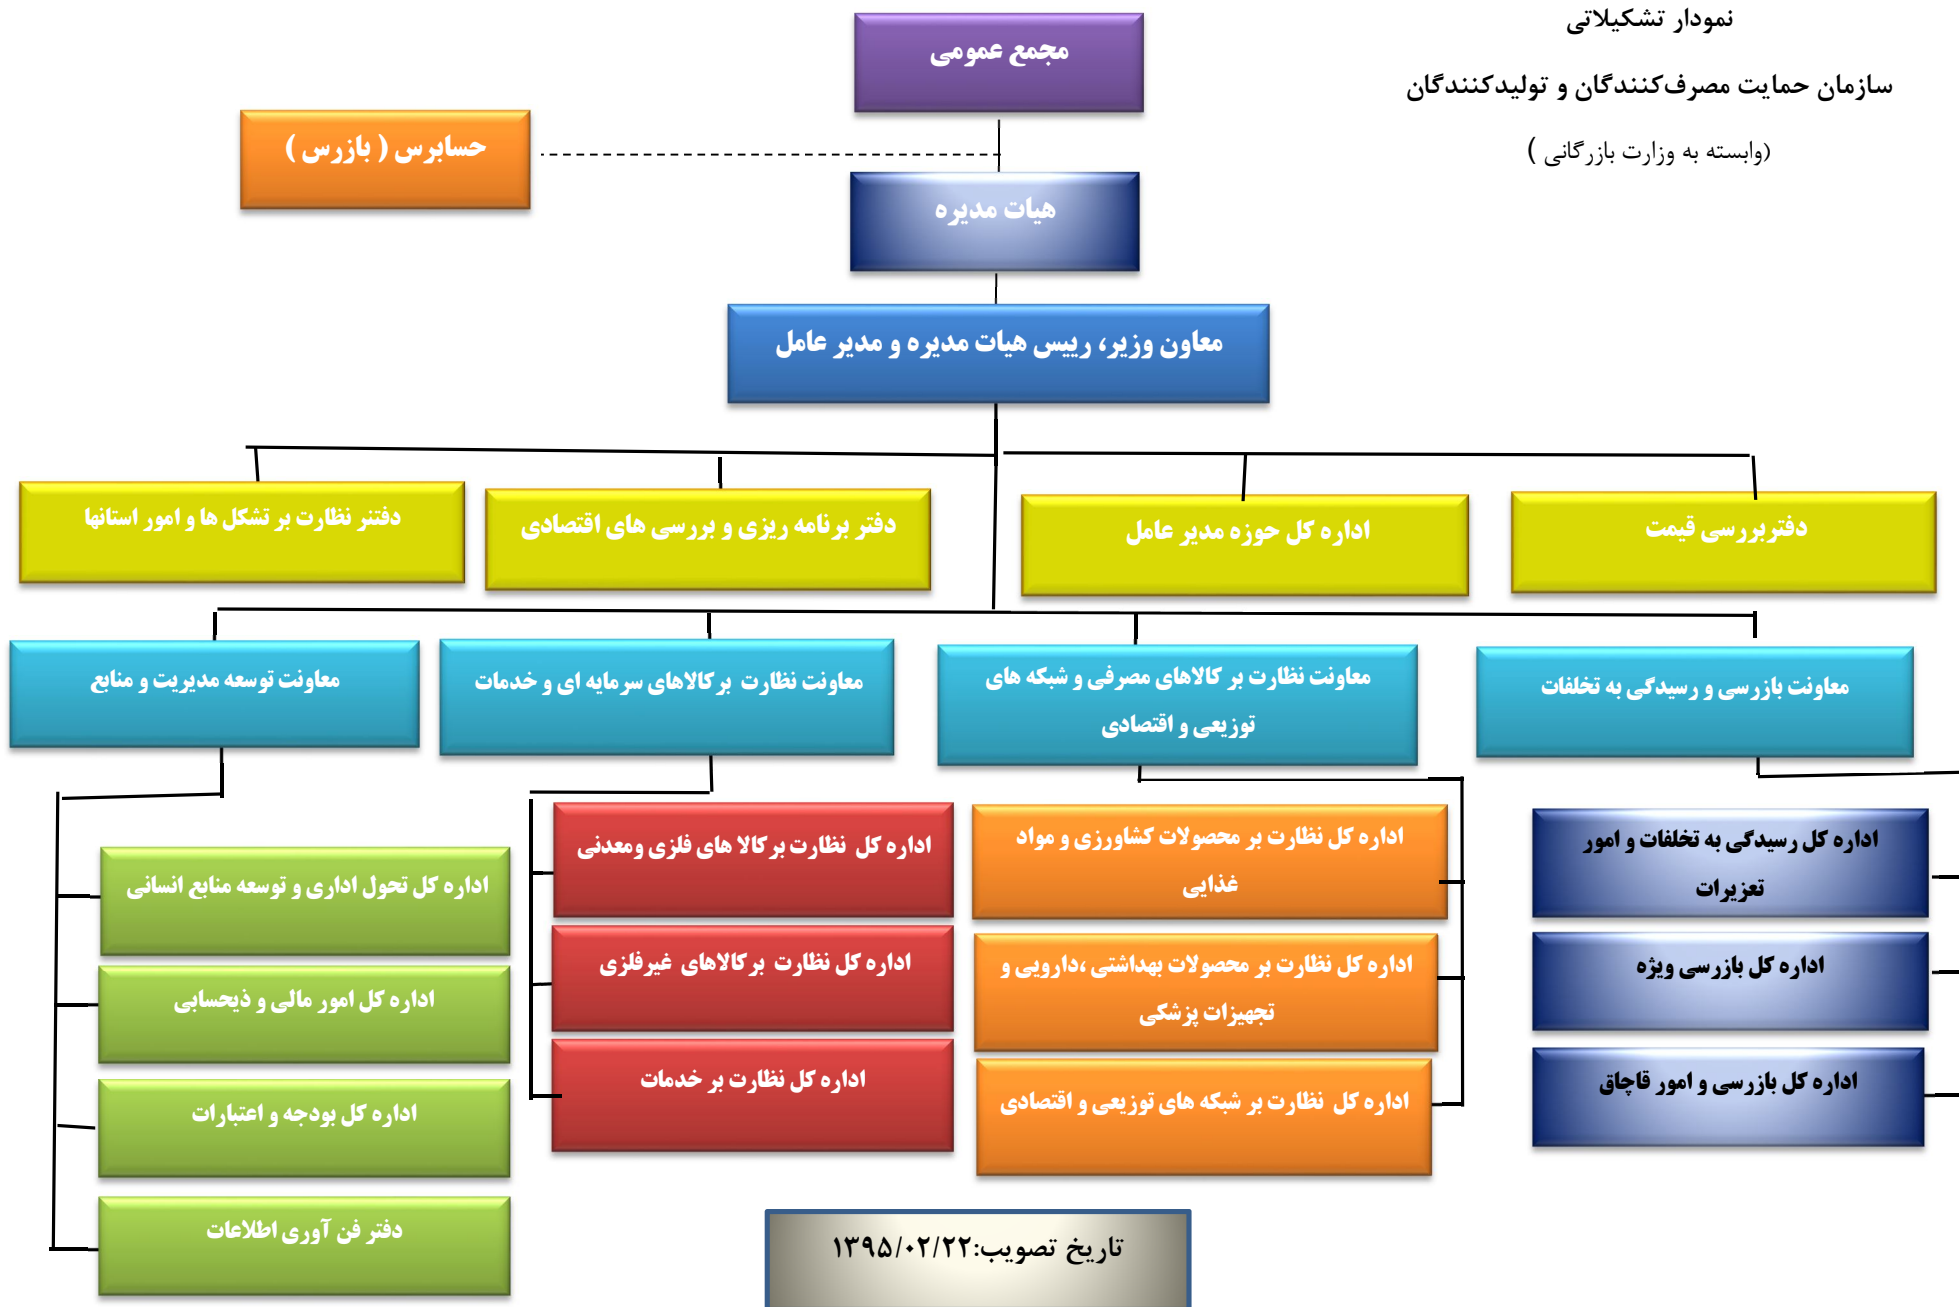 نمودار تشکیلاتی
سازمان حمایت مصرف‌کنندگان و تولیدکنندگان
(وابسته به وزارت بازرگانی )
مجمع عمومی
حسابرس ( بازرس )
هیات مدیره
معاون وزیر، رییس هیات مدیره و مدیر عامل
دفتربررسی قیمت
اداره کل حوزه مدیر عامل
دفتر برنامه ریزی و بررسی های اقتصادی
دفتنر نظارت بر تشکل ها و امور استانها
معاونت بازرسی و رسیدگی به تخلفات
معاونت نظارت بر کالاهای مصرفی و شبکه های
توزیعی و اقتصادی
معاونت نظارت برکالاهای سرمایه ای و خدمات
معاونت توسعه مدیریت و منابع
اداره کل رسیدگی به تخلفات و امور
تعزیرات
اداره کل بازرسی ویژه
اداره کل بازرسی و امور قاچاق
اداره کل نظارت بر محصولات کشاورزی و مواد
غذایی
اداره کل نظارت بر محصولات بهداشتی ،دارویی و
تجهیزات پزشکی
اداره کل نظارت بر شبکه های توزیعی و اقتصادی
اداره کل نظارت برکالا های فلزی ومعدنی
اداره کل نظارت برکالاهای غیرفلزی
اداره کل نظارت بر خدمات
اداره کل تحول اداری و توسعه منابع انسانی
اداره کل امور مالی و ذیحسابی
اداره کل بودجه و اعتبارات
دفتر فن آوری اطلاعات
تاریخ تصویب:۱۳۹۵/۰۲/۲۲